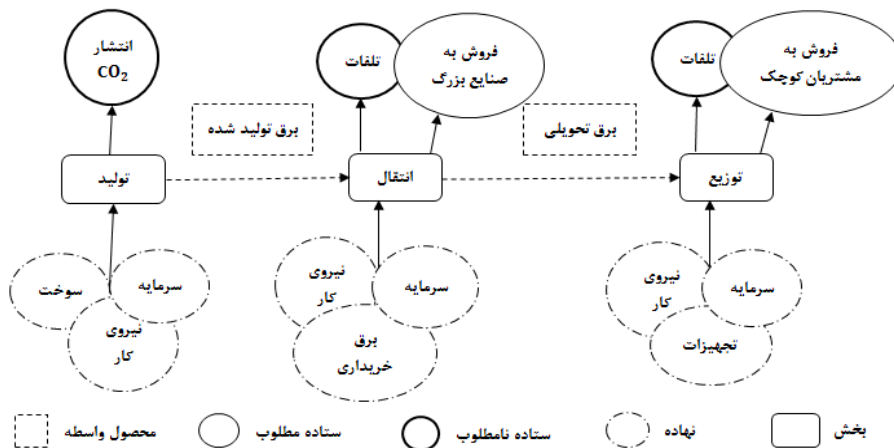 انتشار
CO₂
تلفات
فروش به
صنایع بزرگ
تلفات
فروش به
مشتریان کوچک
برق تولید شده
برق تحویلی
تولید
انتقال
توزیع
سوخت
سرمایه
نیروی
کار
نیروی
کار
سرمایه
برق
خریداری
نیروی
کار
سرمایه
تجهیزات
محصول واسطه
ستاده مطلوب
ستاده نامطلوب
نهاده
بخش